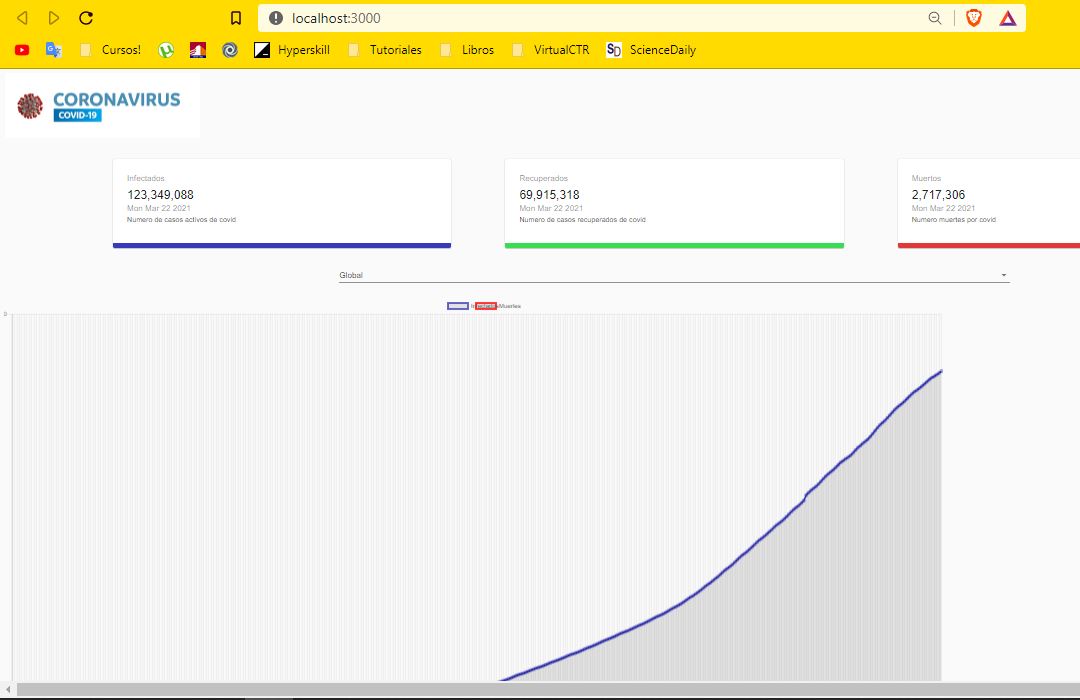 localhost:3000
Cursos!
Hyperskill
Tutoriales
Libros
VirtualCTR
SD ScienceDaily
CORONAVIRUS
COVID-19
Infectados
123,349,088
Mon Mar 22 2021
Numero de casos activos de covid
Recuperados
69,915,318
Mon Mar 22 2021
Numero de casos recuperados de covid
Muertos
2,717,306
Mon Mar 22 2021
Numero muertes por covid
Global
Muertes
0